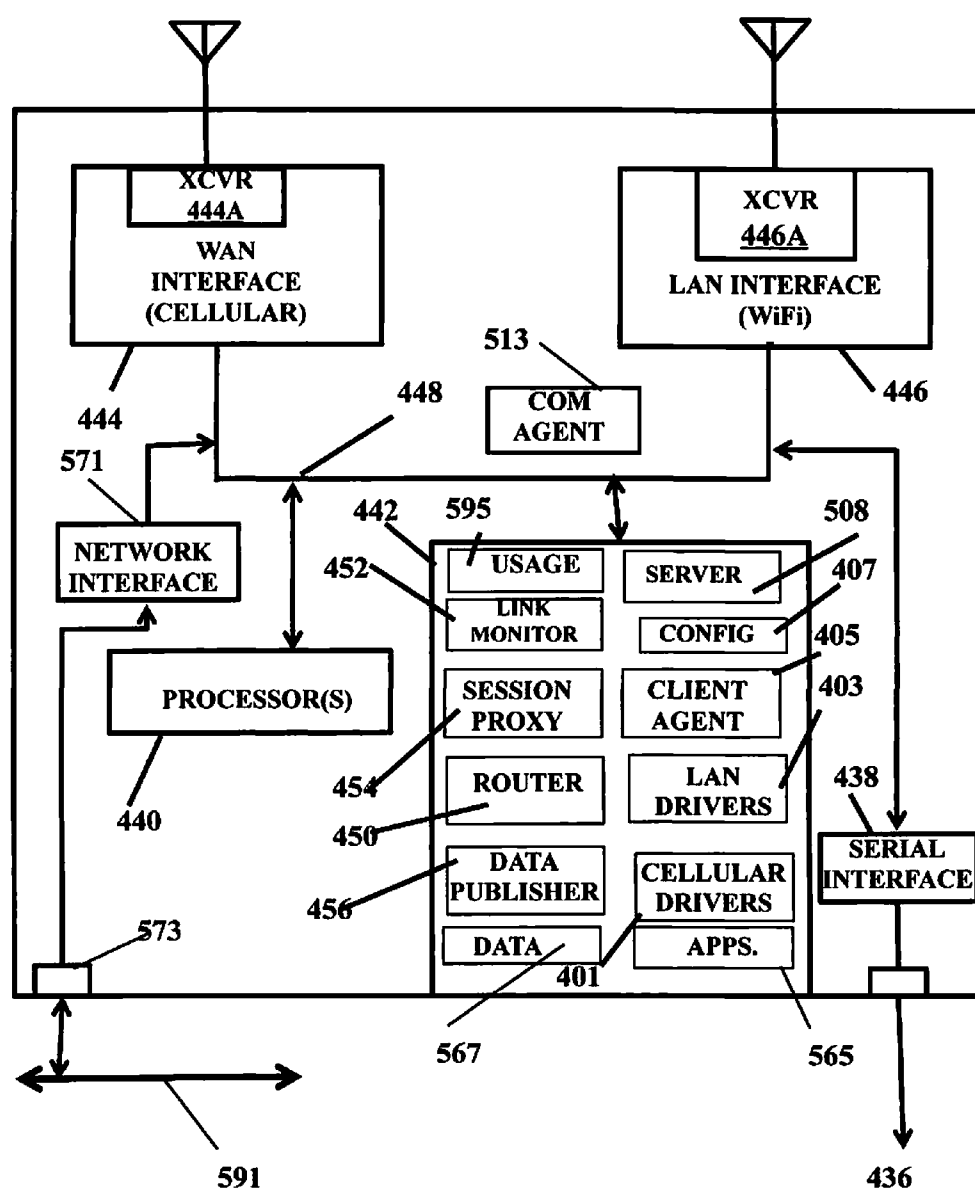 XCVR
444A
WAN
INTERFACE
(CELLULAR)
XCVR
446A
LAN INTERFACE
(WiFi)
444
448
513
COM
AGENT
446
571
NETWORK
INTERFACE
442
595
USAGE
SERVER
508
452
LINK
MONITOR
407
CONFIG
405
PROCESSOR(S)
440
SESSION
PROXY
CLIENT
AGENT
403
454
ROUTER
LAN
DRIVERS
438
450
SERIAL
INTERFACE
DATA
PUBLISHER
CELLULAR
DRIVERS
456
573
DATA
401
APPS.
567
565
591
436